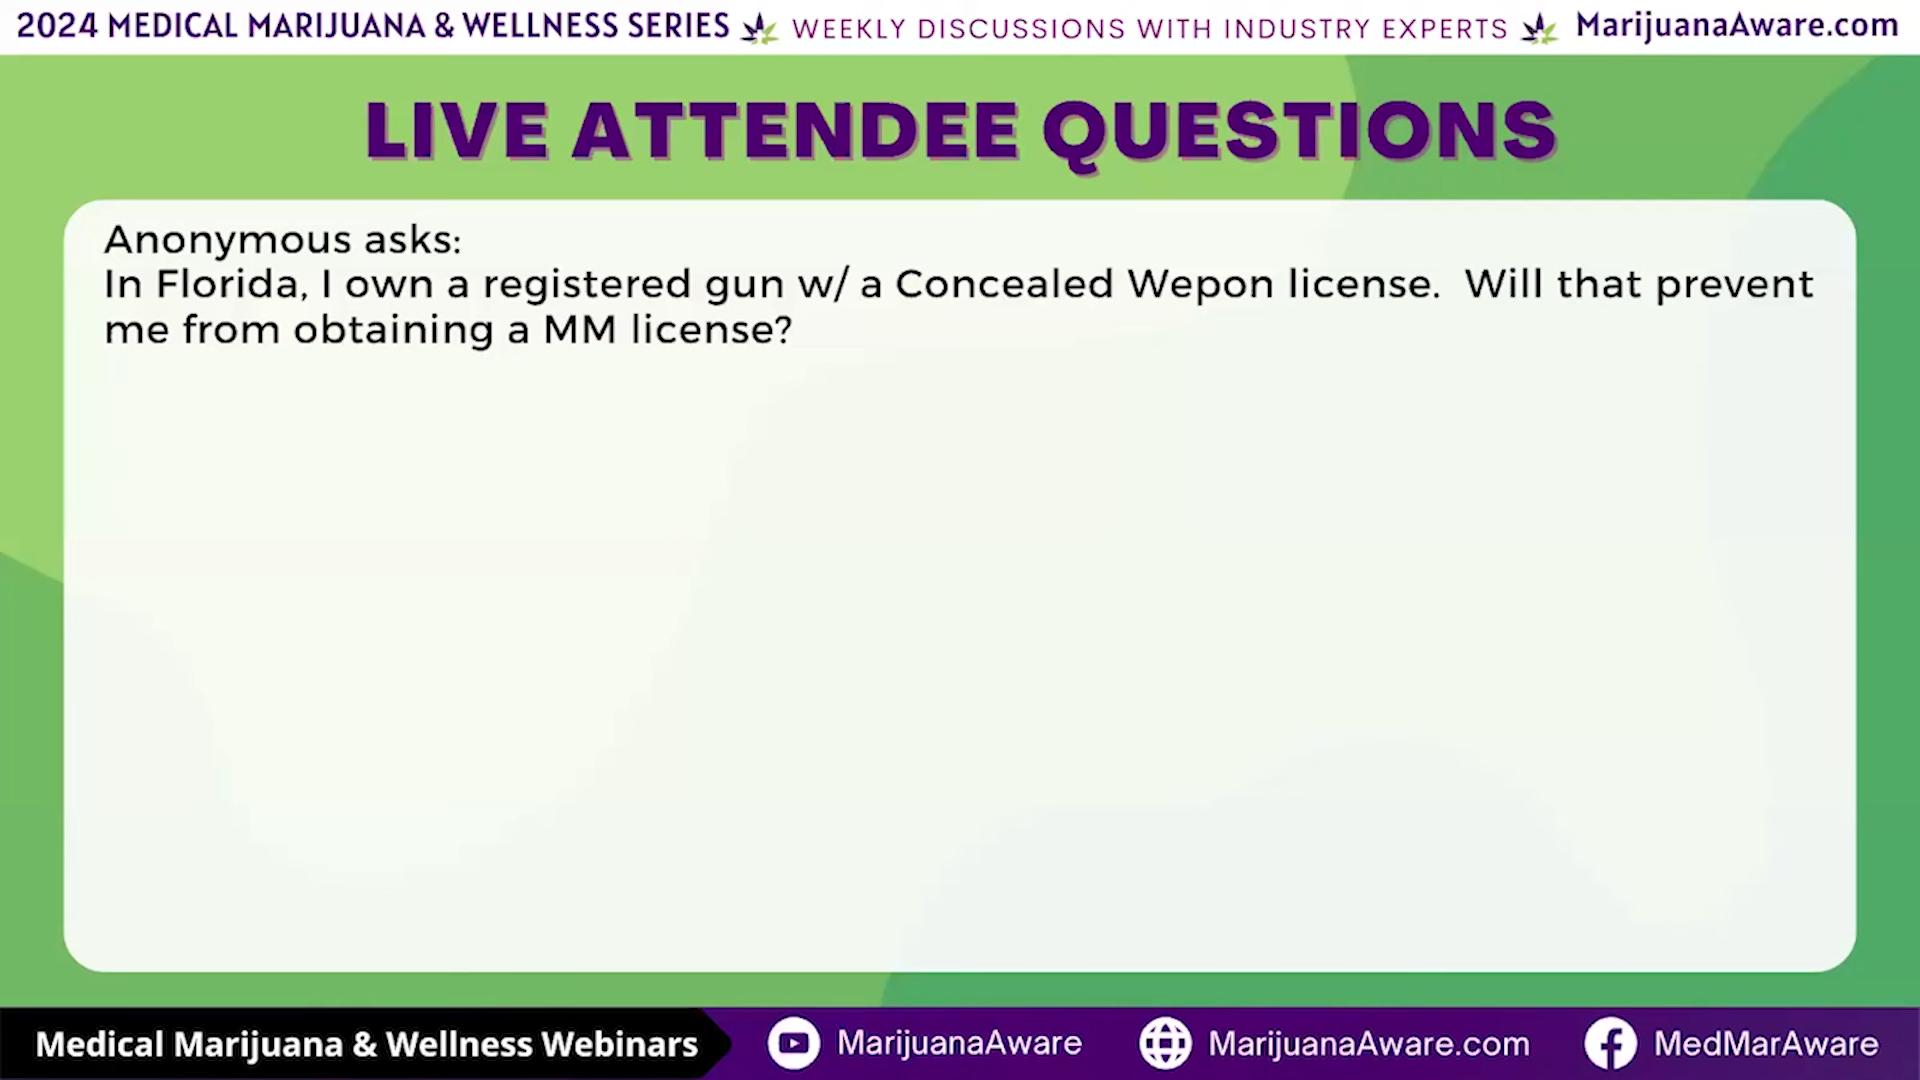 2024 MEDICAL MARIJUANA & WELLNESS SERIES WEEKLY DISCUSSIONS WITH INDUSTRY EXPERTS MarijuanaAware.com
LIVE ATTENDEE QUESTIONS
Anonymous asks:
In Florida, I own a registered gun w/ a Concealed Wepon license. Will that prevent
me from obtaining a MM license?
Medical Marijuana & Wellness Webinars MarijuanaAware MarijuanaAware.com MedMarAware